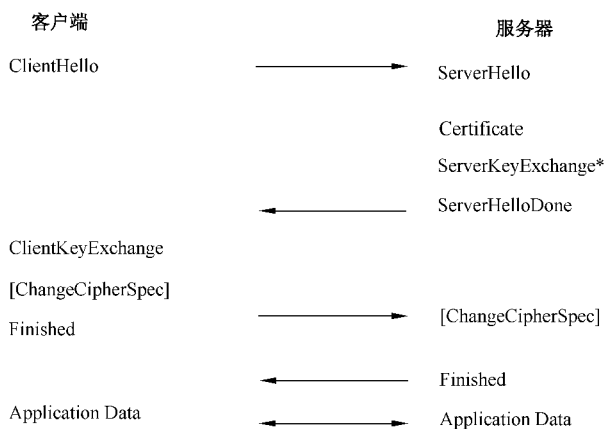 客户端 服务器
ClientHello ServerHello
Certificate
ServerKeyExchange*
ServerHelloDone
ClientKeyExchange
[ChangeCipherSpec]
Finished [ChangeCipherSpec]
Finished
Application Data Application Data